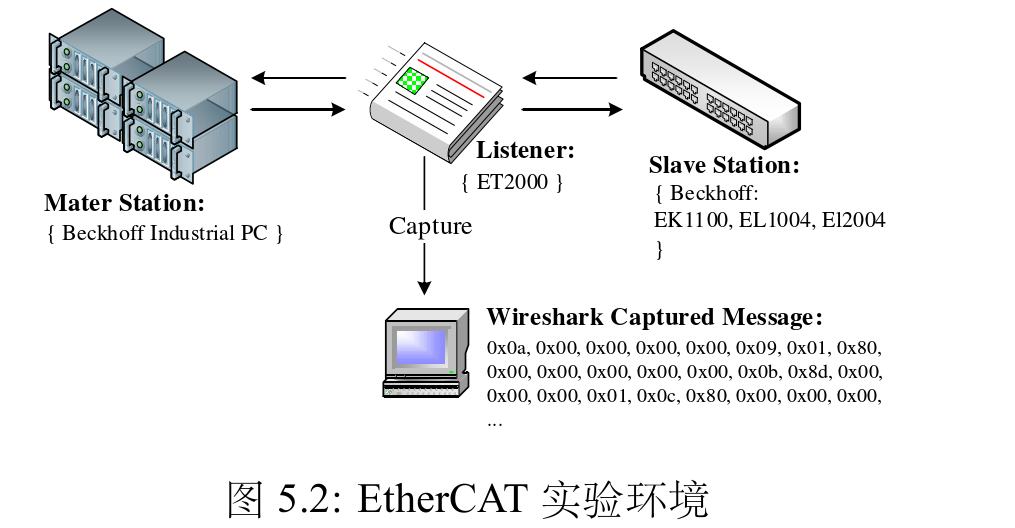 Mater Station:
{ Beckhoff Industrial PC }
Listener:
{ ET2000 }
Capture
Slave Station:
{ Beckhoff:
EK1100, EL1004, El2004
}
Wireshark Captured Message:
0x0a, 0x00, 0x00, 0x00, 0x00, 0x09, 0x01, 0x80,
0x00, 0x00, 0x00, 0x00, 0x00, 0x0b, 0x8d, 0x00,
0x00, 0x00, 0x01, 0x0c, 0x80, 0x00, 0x00, 0x00,
...
图 5.2: EtherCAT 实验环境